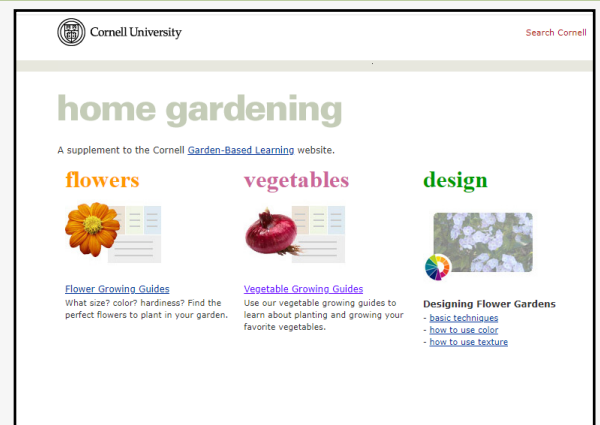 Cornell University
Search Cornell
home gardening
A supplement to the Cornell Garden-Based Learning website.
flowers
vegetables
design
Flower Growing Guides
What size? color? hardiness? Find the
perfect flowers to plant in your garden.
Vegetable Growing Guides
Use our vegetable growing guides to
learn about planting and growing your
favorite vegetables.
Designing Flower Gardens
- basic techniques
- how to use color
- how to use texture